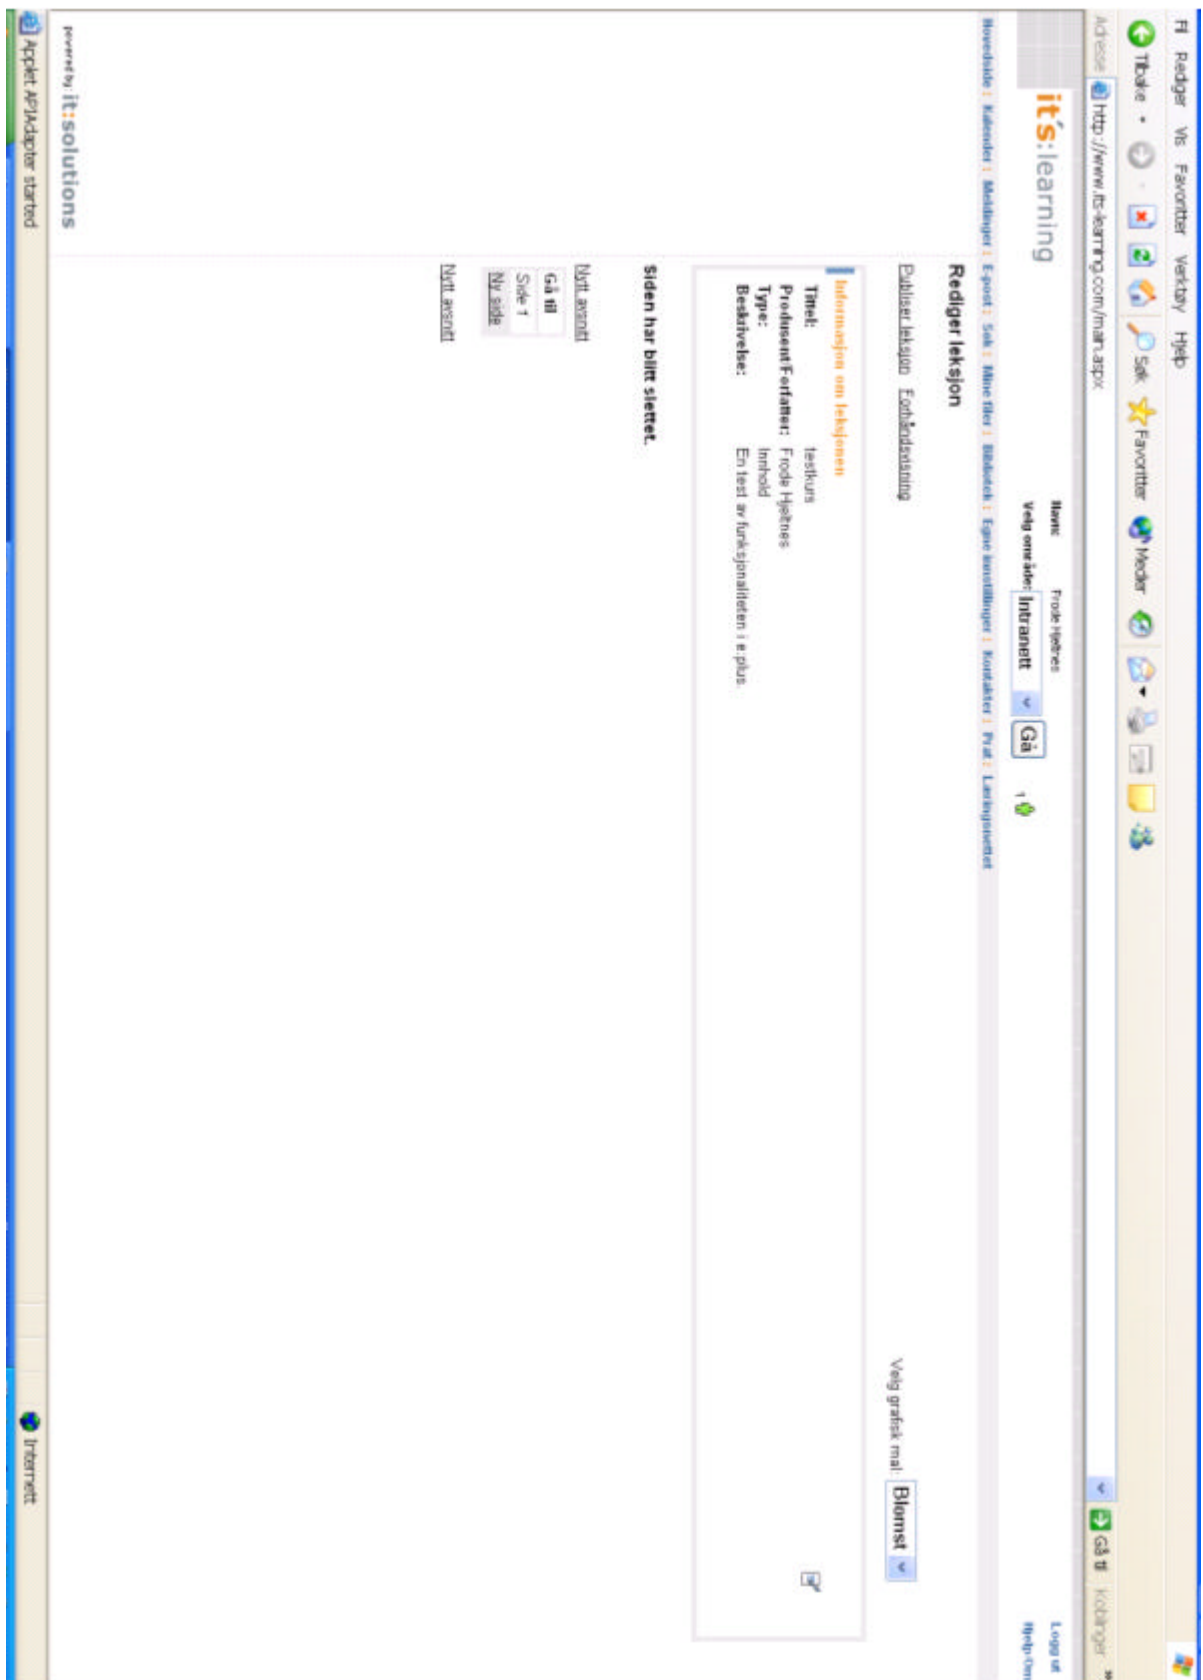 Fil Rediger Vis Favoritter Verktøy Hjelp
Tilbake Søk Favoritter Medier
Adresse http://www.its-learning.com/main.aspx Gå til Koblinger »
it's:learning
Navn: Frode Hjeltnes
Velg område: Intranett Gå 1
Logg ut
Hjelp
Hovedside : Kalender : Meldinger : E-post : Søk : Mine filer : Bibliotek : Egne innstillinger : Kontakter : Prat : Læringsnettet
Rediger leksjon
Publiser leksjon Forhåndsvisning Velg grafisk mal: Blomst
Informasjon om leksjonen
Tittel: testkurs
Produsent/Forfatter: Frode Hjeltnes
Type: Innhold
Beskrivelse: En test av funksjonaliteten i e:plus.
Siden har blitt slettet.
Nytt avsnitt
Gå til
Side 1
Ny side
Nytt avsnitt
powered by: it:solutions
Applet APIAdapter started Internett